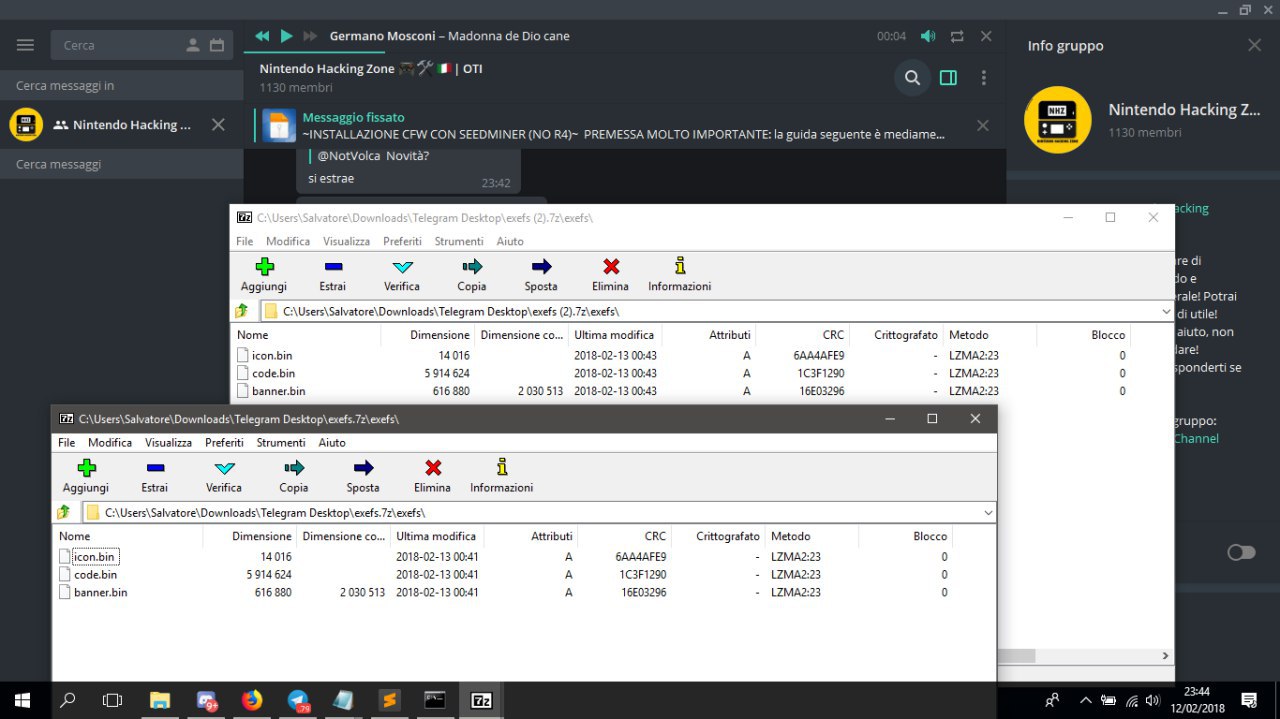 Cerca
Cerca messaggi in
Nintendo Hacking ...
Cerca messaggi
Germano Mosconi – Madonna de Dio cane
00:04
Nintendo Hacking Zone 🎮🛠🇮🇹 | OTI
1130 membri
Messaggio fissato
~INSTALLAZIONE CFW CON SEEDMINER (NO R4)~ PREMESSA MOLTO IMPORTANTE: la guida seguente è mediame...
@NotVolca Novità?
si estrae
23:42
Info gruppo
NHZ
NINTENDO HACKING ZONE
Nintendo Hacking Z...
1130 membri
acking
re di
do e
rale! Potrai
di utile!
aiuto, non
lare!
sponderti se
gruppo:
Channel
C:\Users\Salvatore\Downloads\Telegram Desktop\exefs (2).7z\exefs\
File Modifica Visualizza Preferiti Strumenti Aiuto
Aggiungi Estrai Verifica Copia Sposta Elimina Informazioni
C:\Users\Salvatore\Downloads\Telegram Desktop\exefs (2).7z\exefs\
Nome Dimensione Dimensione co... Ultima modifica Attributi CRC Crittografato Metodo Blocco
icon.bin 14 016 2018-02-13 00:43 A 6AA4AFE9 - LZMA2:23 0
code.bin 5 914 624 2018-02-13 00:43 A 1C3F1290 - LZMA2:23 0
banner.bin 616 880 2 030 513 2018-02-13 00:43 A 16E03296 - LZMA2:23 0
C:\Users\Salvatore\Downloads\Telegram Desktop\exefs.7z\exefs\
File Modifica Visualizza Preferiti Strumenti Aiuto
Aggiungi Estrai Verifica Copia Sposta Elimina Informazioni
C:\Users\Salvatore\Downloads\Telegram Desktop\exefs.7z\exefs\
Nome Dimensione Dimensione co... Ultima modifica Attributi CRC Crittografato Metodo Blocco
icon.bin 14 016 2018-02-13 00:41 A 6AA4AFE9 - LZMA2:23 0
code.bin 5 914 624 2018-02-13 00:41 A 1C3F1290 - LZMA2:23 0
banner.bin 616 880 2 030 513 2018-02-13 00:41 A 16E03296 - LZMA2:23 0
23:44
12/02/2018